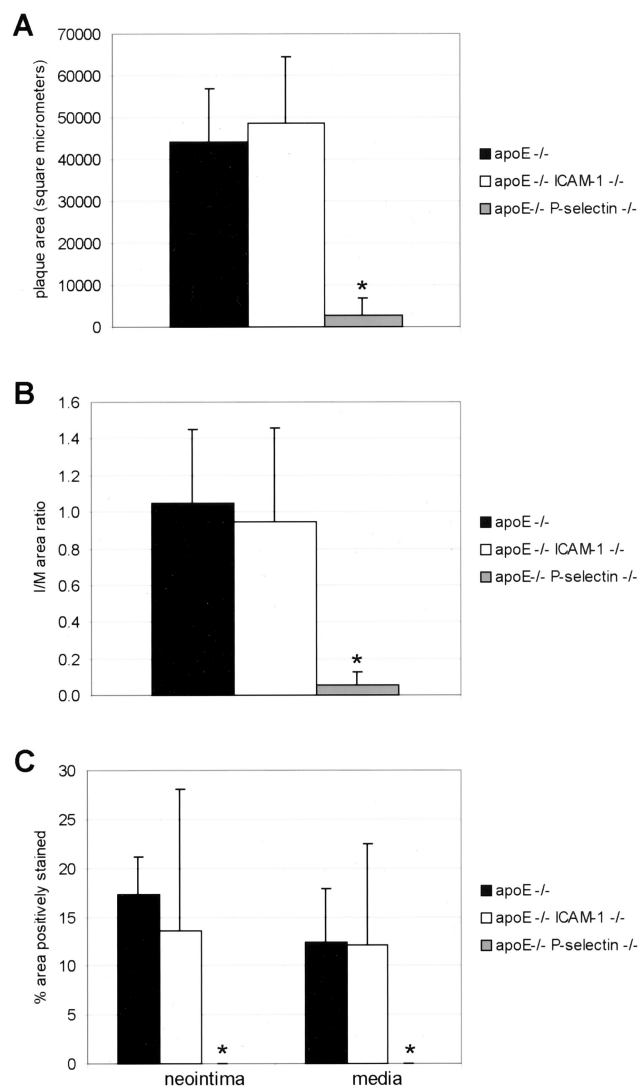 A
plaque area (square micrometers)
70000
60000
50000
40000
30000
20000
10000
0
*
apoE -/-
apoE -/- ICAM-1 -/-
apoE-/- P-selectin -/-
B
I/M area ratio
1.6
1.4
1.2
1.0
0.8
0.6
0.4
0.2
0.0
*
apoE -/-
apoE -/- ICAM-1 -/-
apoE-/- P-selectin -/-
C
% area positively stained
30
25
20
15
10
5
0
*
*
neointima
media
apoE -/-
apoE -/- ICAM-1 -/-
apoE-/- P-selectin -/-